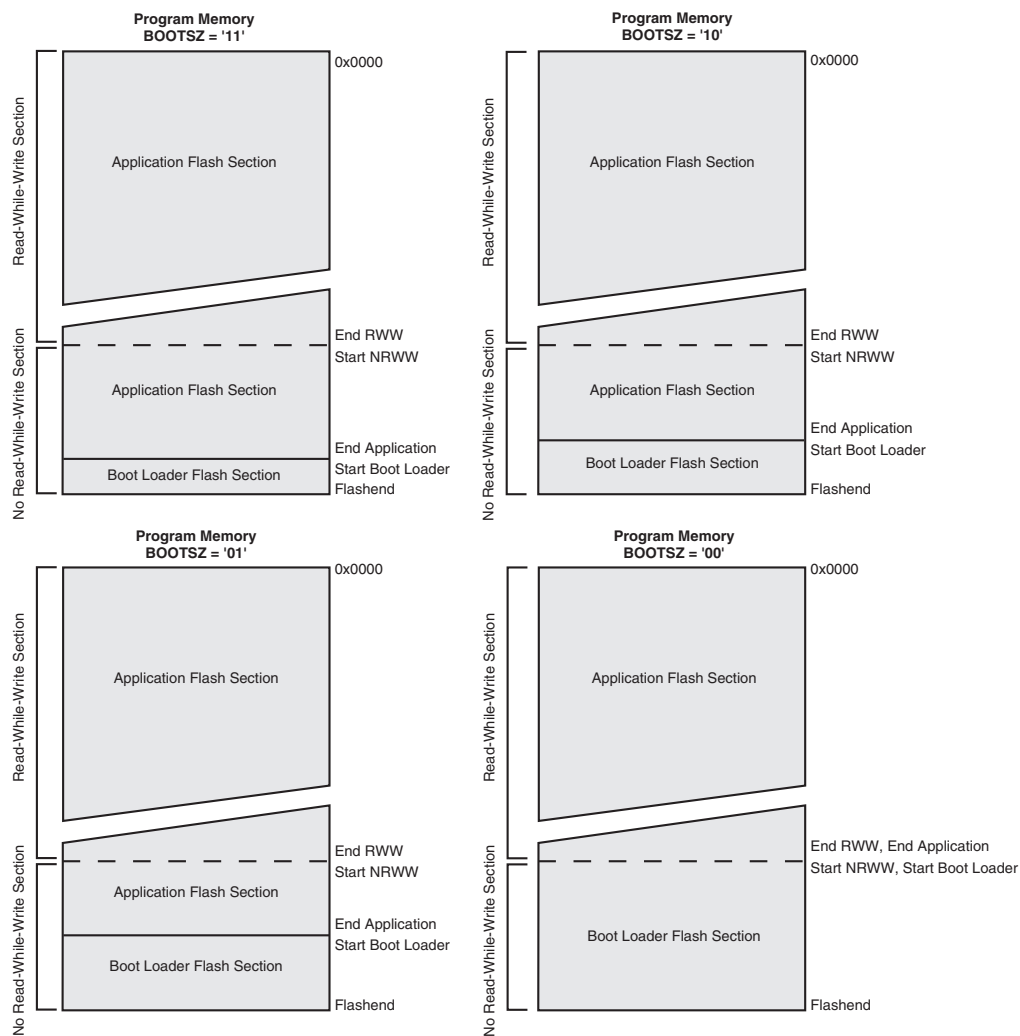 Program Memory
BOOTSZ = '11'
0x0000
Read-While-Write Section
Application Flash Section
End RWW
Start NRWW
No Read-While-Write Section
Application Flash Section
End Application
Start Boot Loader
Boot Loader Flash Section
Flashend
Program Memory
BOOTSZ = '10'
0x0000
Read-While-Write Section
Application Flash Section
End RWW
Start NRWW
No Read-While-Write Section
Application Flash Section
End Application
Start Boot Loader
Boot Loader Flash Section
Flashend
Program Memory
BOOTSZ = '01'
0x0000
Read-While-Write Section
Application Flash Section
End RWW
Start NRWW
No Read-While-Write Section
Application Flash Section
End Application
Start Boot Loader
Boot Loader Flash Section
Flashend
Program Memory
BOOTSZ = '00'
0x0000
Read-While-Write Section
Application Flash Section
End RWW, End Application
Start NRWW, Start Boot Loader
No Read-While-Write Section
Boot Loader Flash Section
Flashend